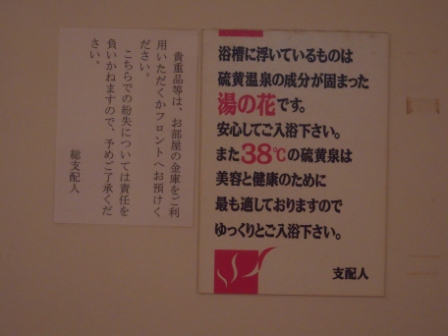 貴重品等は、お部屋の金庫をご利
用いただくかフロントへお預けく
ださい。
こちらでの紛失については責任を
負いかねますので、予めご了承くだ
さい。
総支配人
浴槽に浮いているものは
硫黄温泉の成分が固まった
湯の花です。
安心してご入浴下さい。
また38℃の硫黄泉は
美容と健康のために
最も適しておりますので
ゆっくりとご入浴下さい。
支配人